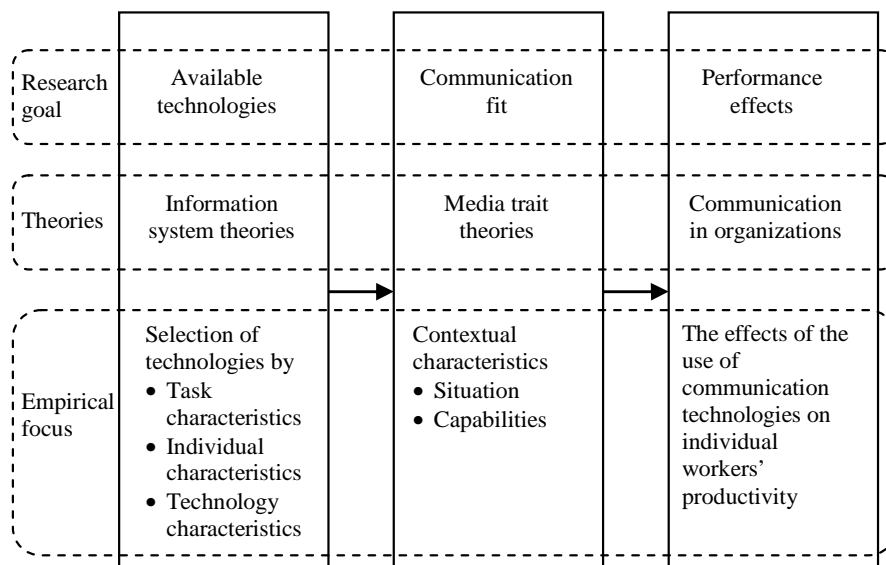 Research
goal
Available
technologies
Communication
fit
Performance
effects
Theories
Information
system theories
Media trait
theories
Communication
in organizations
Empirical
focus
Selection of
technologies by
• Task
characteristics
• Individual
characteristics
• Technology
characteristics
Contextual
characteristics
• Situation
• Capabilities
The effects of the
use of
communication
technologies on
individual
workers’
productivity